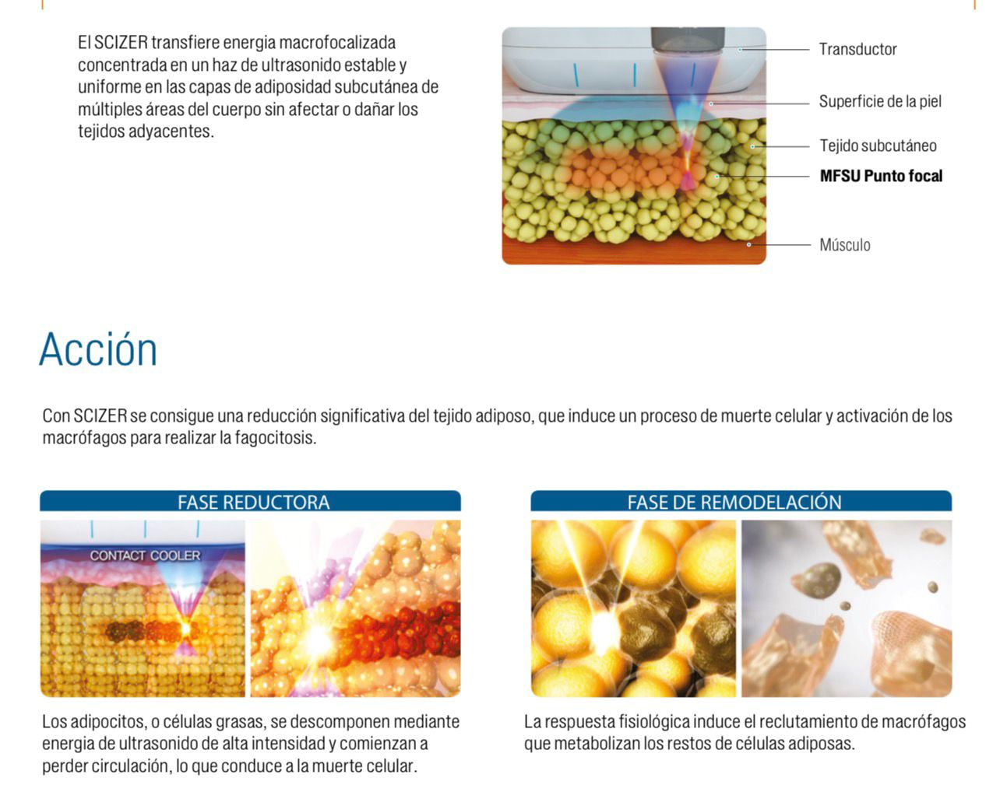 El SCIZER transfiere energia macrofocalizada
concentrada en un haz de ultrasonido estable y
uniforme en las capas de adiposidad subcutánea de
múltiples áreas del cuerpo sin afectar o dañar los
tejidos adyacentes.
Transductor
Superficie de la piel
Tejido subcutáneo
MFSU Punto focal
Músculo
Acción
Con SCIZER se consigue una reducción significativa del tejido adiposo, que induce un proceso de muerte celular y activación de los
macrófagos para realizar la fagocitosis.
FASE REDUCTORA
CONTACT COOLER
Los adipocitos, o células grasas, se descomponen mediante
energia de ultrasonido de alta intensidad y comienzan a
perder circulación, lo que conduce a la muerte celular.
FASE DE REMODELACIÓN
La respuesta fisiológica induce el reclutamiento de macrófagos
que metabolizan los restos de células adiposas.